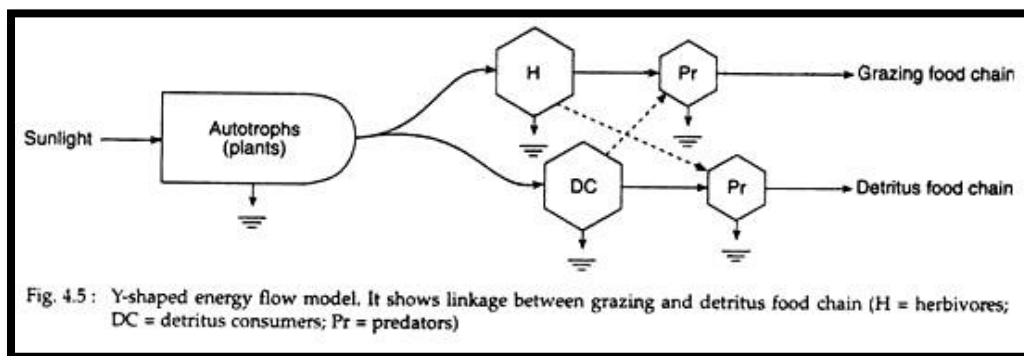 H
Pr
Grazing food chain
Sunlight
Autotrophs
(plants)
DC
Pr
Detritus food chain
Fig. 4.5 : Y-shaped energy flow model. It shows linkage between grazing and detritus food chain (H = herbivores;
DC = detritus consumers; Pr = predators)